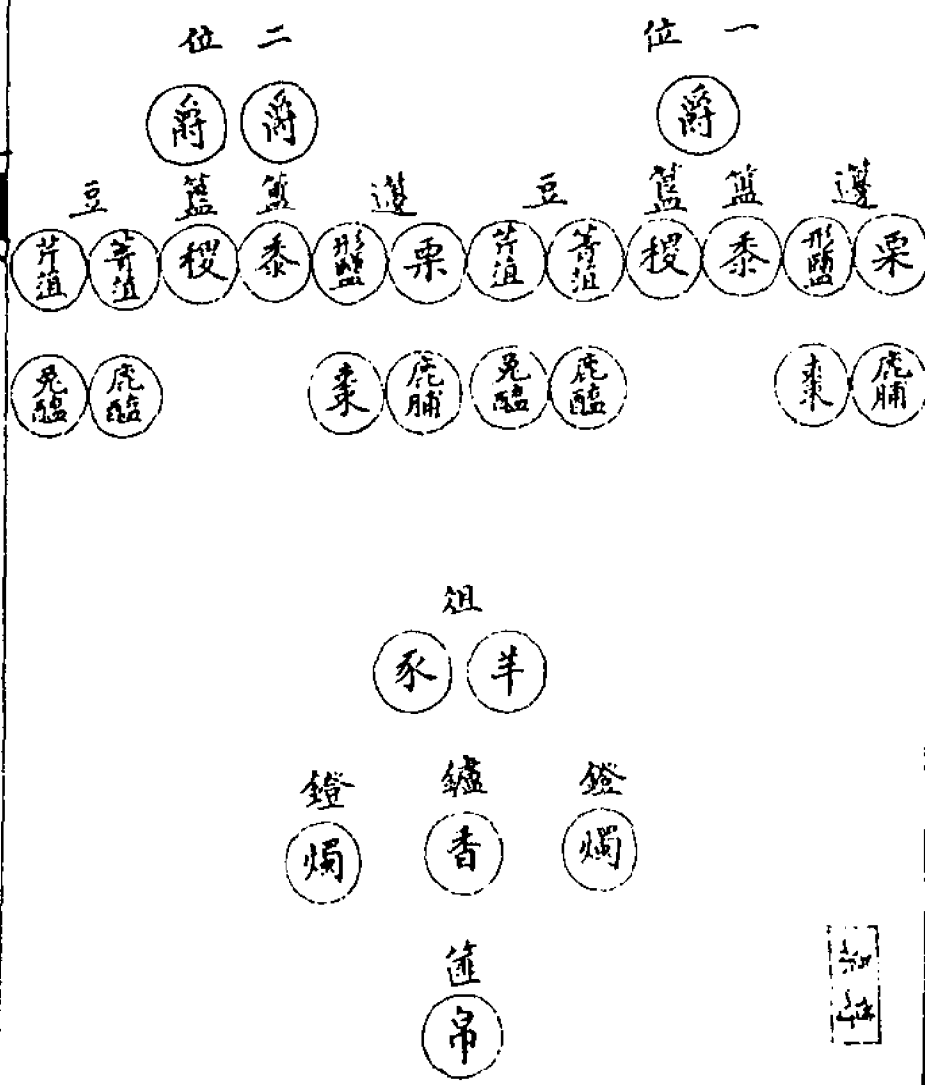 一位 二位
爵 爵 爵
籩 簠 簋 豆 籩 簠 簋 豆
栗 形鹽 黍 稷 菁菹 芹菹 栗 形鹽 黍 稷 菁菹 芹菹
鹿脯 棗 鹿醢 兔醢 鹿脯 棗 鹿醢 兔醢
俎
羊 豕
鐙 鑪 鐙
燭 香 燭
篚
帛